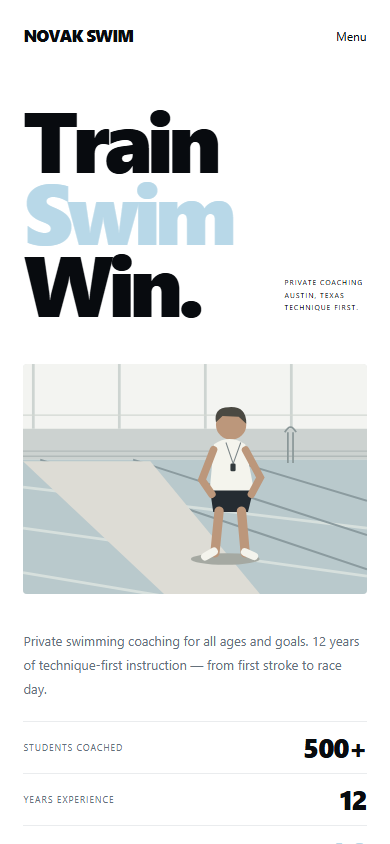 NOVAK SWIM
Menu
Train
Swim
Win.
PRIVATE COACHING
AUSTIN, TEXAS
TECHNIQUE FIRST.
Private swimming coaching for all ages and goals. 12 years
of technique-first instruction — from first stroke to race
day.
STUDENTS COACHED
500+
YEARS EXPERIENCE
12